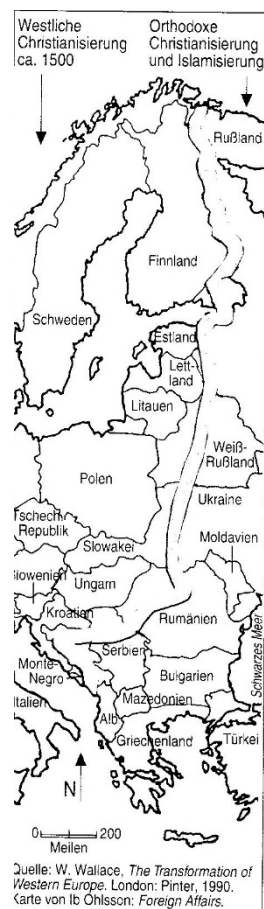 Westliche
Christianisierung
ca. 1500
Orthodoxe
Christianisierung
und Islamisierung
Rußland
Finnland
Schweden
Estland
Lett-
land
Litauen
Weiß-
Rußland
Polen
Ukraine
Tschech.
Republik
Moldavien
Slowakei
Slowenien
Ungarn
Kroatien
Rumänien
Serbien
Monte-
Negro
Italien
Bulgarien
Schwarzes Meer
Mazedonien
Alb.
Griechenland
Türkei
N
0 200
Meilen
Quelle: W. Wallace, The Transformation of
Western Europe. London: Pinter, 1990.
Karte von Ib Ohlsson: Foreign Affairs.